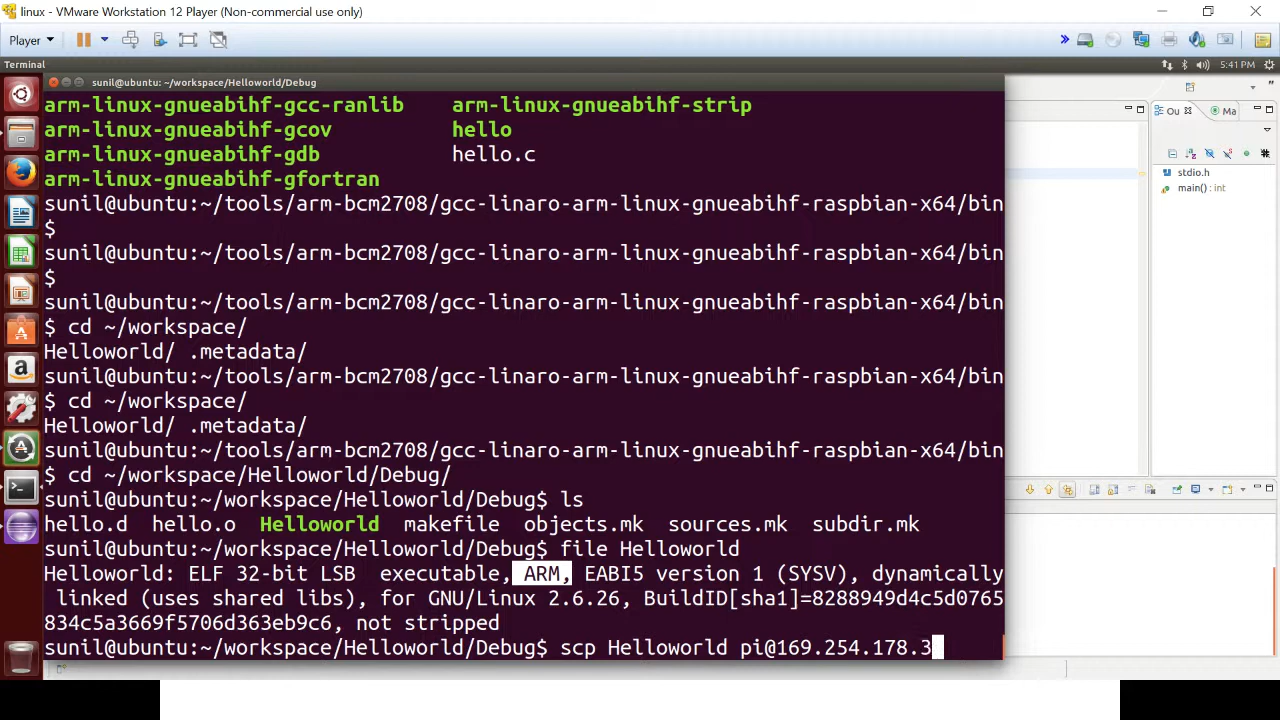 linux - VMware Workstation 12 Player (Non-commercial use only)
Player
Terminal
5:41 PM
sunil@ubuntu: ~/workspace/Helloworld/Debug
arm-linux-gnueabihf-gcc-ranlib arm-linux-gnueabihf-strip
arm-linux-gnueabihf-gcov hello
arm-linux-gnueabihf-gdb hello.c
arm-linux-gnueabihf-gfortran
sunil@ubuntu:~/tools/arm-bcm2708/gcc-linaro-arm-linux-gnueabihf-raspbian-x64/bin
$
sunil@ubuntu:~/tools/arm-bcm2708/gcc-linaro-arm-linux-gnueabihf-raspbian-x64/bin
$
sunil@ubuntu:~/tools/arm-bcm2708/gcc-linaro-arm-linux-gnueabihf-raspbian-x64/bin
$ cd ~/workspace/
Helloworld/ .metadata/
sunil@ubuntu:~/tools/arm-bcm2708/gcc-linaro-arm-linux-gnueabihf-raspbian-x64/bin
$ cd ~/workspace/
Helloworld/ .metadata/
sunil@ubuntu:~/tools/arm-bcm2708/gcc-linaro-arm-linux-gnueabihf-raspbian-x64/bin
$ cd ~/workspace/Helloworld/Debug/
sunil@ubuntu:~/workspace/Helloworld/Debug$ ls
hello.d hello.o Helloworld makefile objects.mk sources.mk subdir.mk
sunil@ubuntu:~/workspace/Helloworld/Debug$ file Helloworld
Helloworld: ELF 32-bit LSB executable, ARM, EABI5 version 1 (SYSV), dynamically
linked (uses shared libs), for GNU/Linux 2.6.26, BuildID[sha1]=8288949d4c5d0765
834c5a3669f5706d363eb9c6, not stripped
sunil@ubuntu:~/workspace/Helloworld/Debug$ scp Helloworld pi@169.254.178.3
Ou
Ma
stdio.h
main() : int